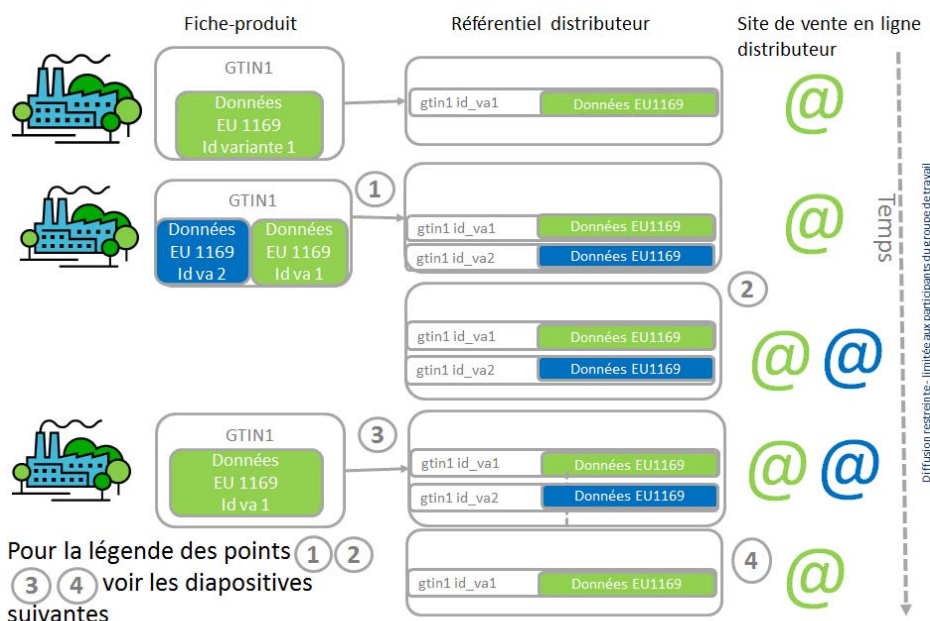 Fiche-produit
Référentiel distributeur
Site de vente en ligne
distributeur
GTIN1
Données
EU 1169
Id variante 1
gtin1 id_va1
Données EU1169
@
GTIN1
1
Données
EU 1169
Id va 2
Données
EU 1169
Id va 1
gtin1 id_va1
Données EU1169
gtin1 id_va2
Données EU1169
@
Temps
Diffusion restreinte - limitée aux participants du groupe de travail
2
gtin1 id_va1
Données EU1169
gtin1 id_va2
Données EU1169
@ @
GTIN1
3
Données
EU 1169
Id va 1
gtin1 id_va1
Données EU1169
gtin1 id_va2
Données EU1169
@ @
4
gtin1 id_va1
Données EU1169
@
Pour la légende des points 1 2
3 4 voir les diapositives
suivantes